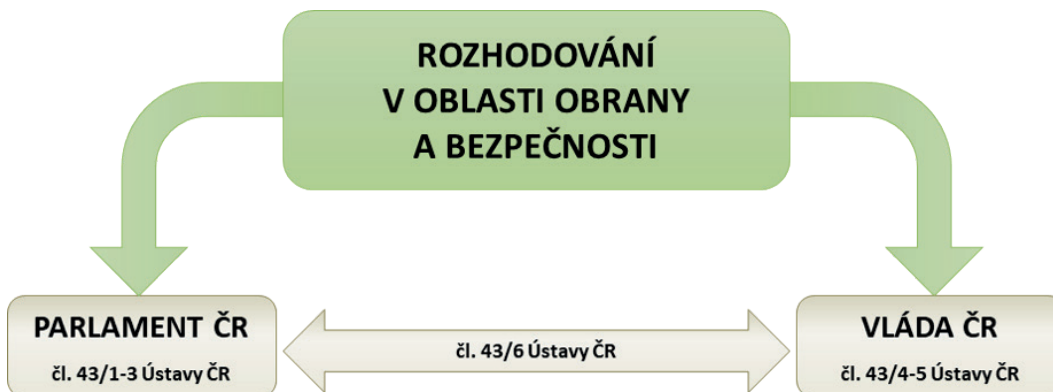 ROZHODOVÁNÍ
V OBLASTI OBRANY
A BEZPEČNOSTI
PARLAMENT ČR
čl. 43/1-3 Ústavy ČR
čl. 43/6 Ústavy ČR
VLÁDA ČR
čl. 43/4-5 Ústavy ČR